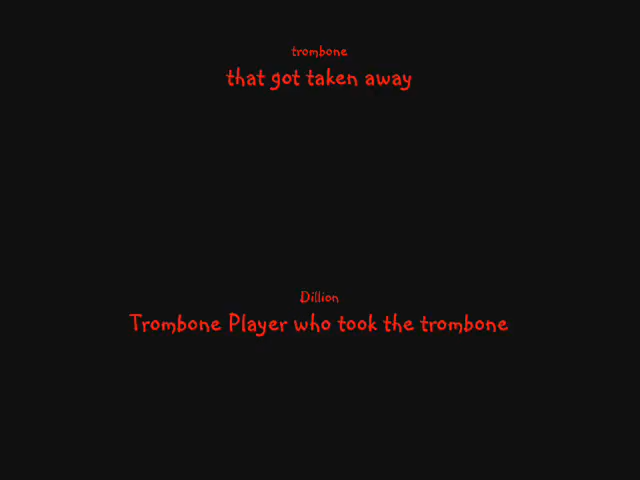 trombone
that got taken away
Dillion
Trombone Player who took the trombone